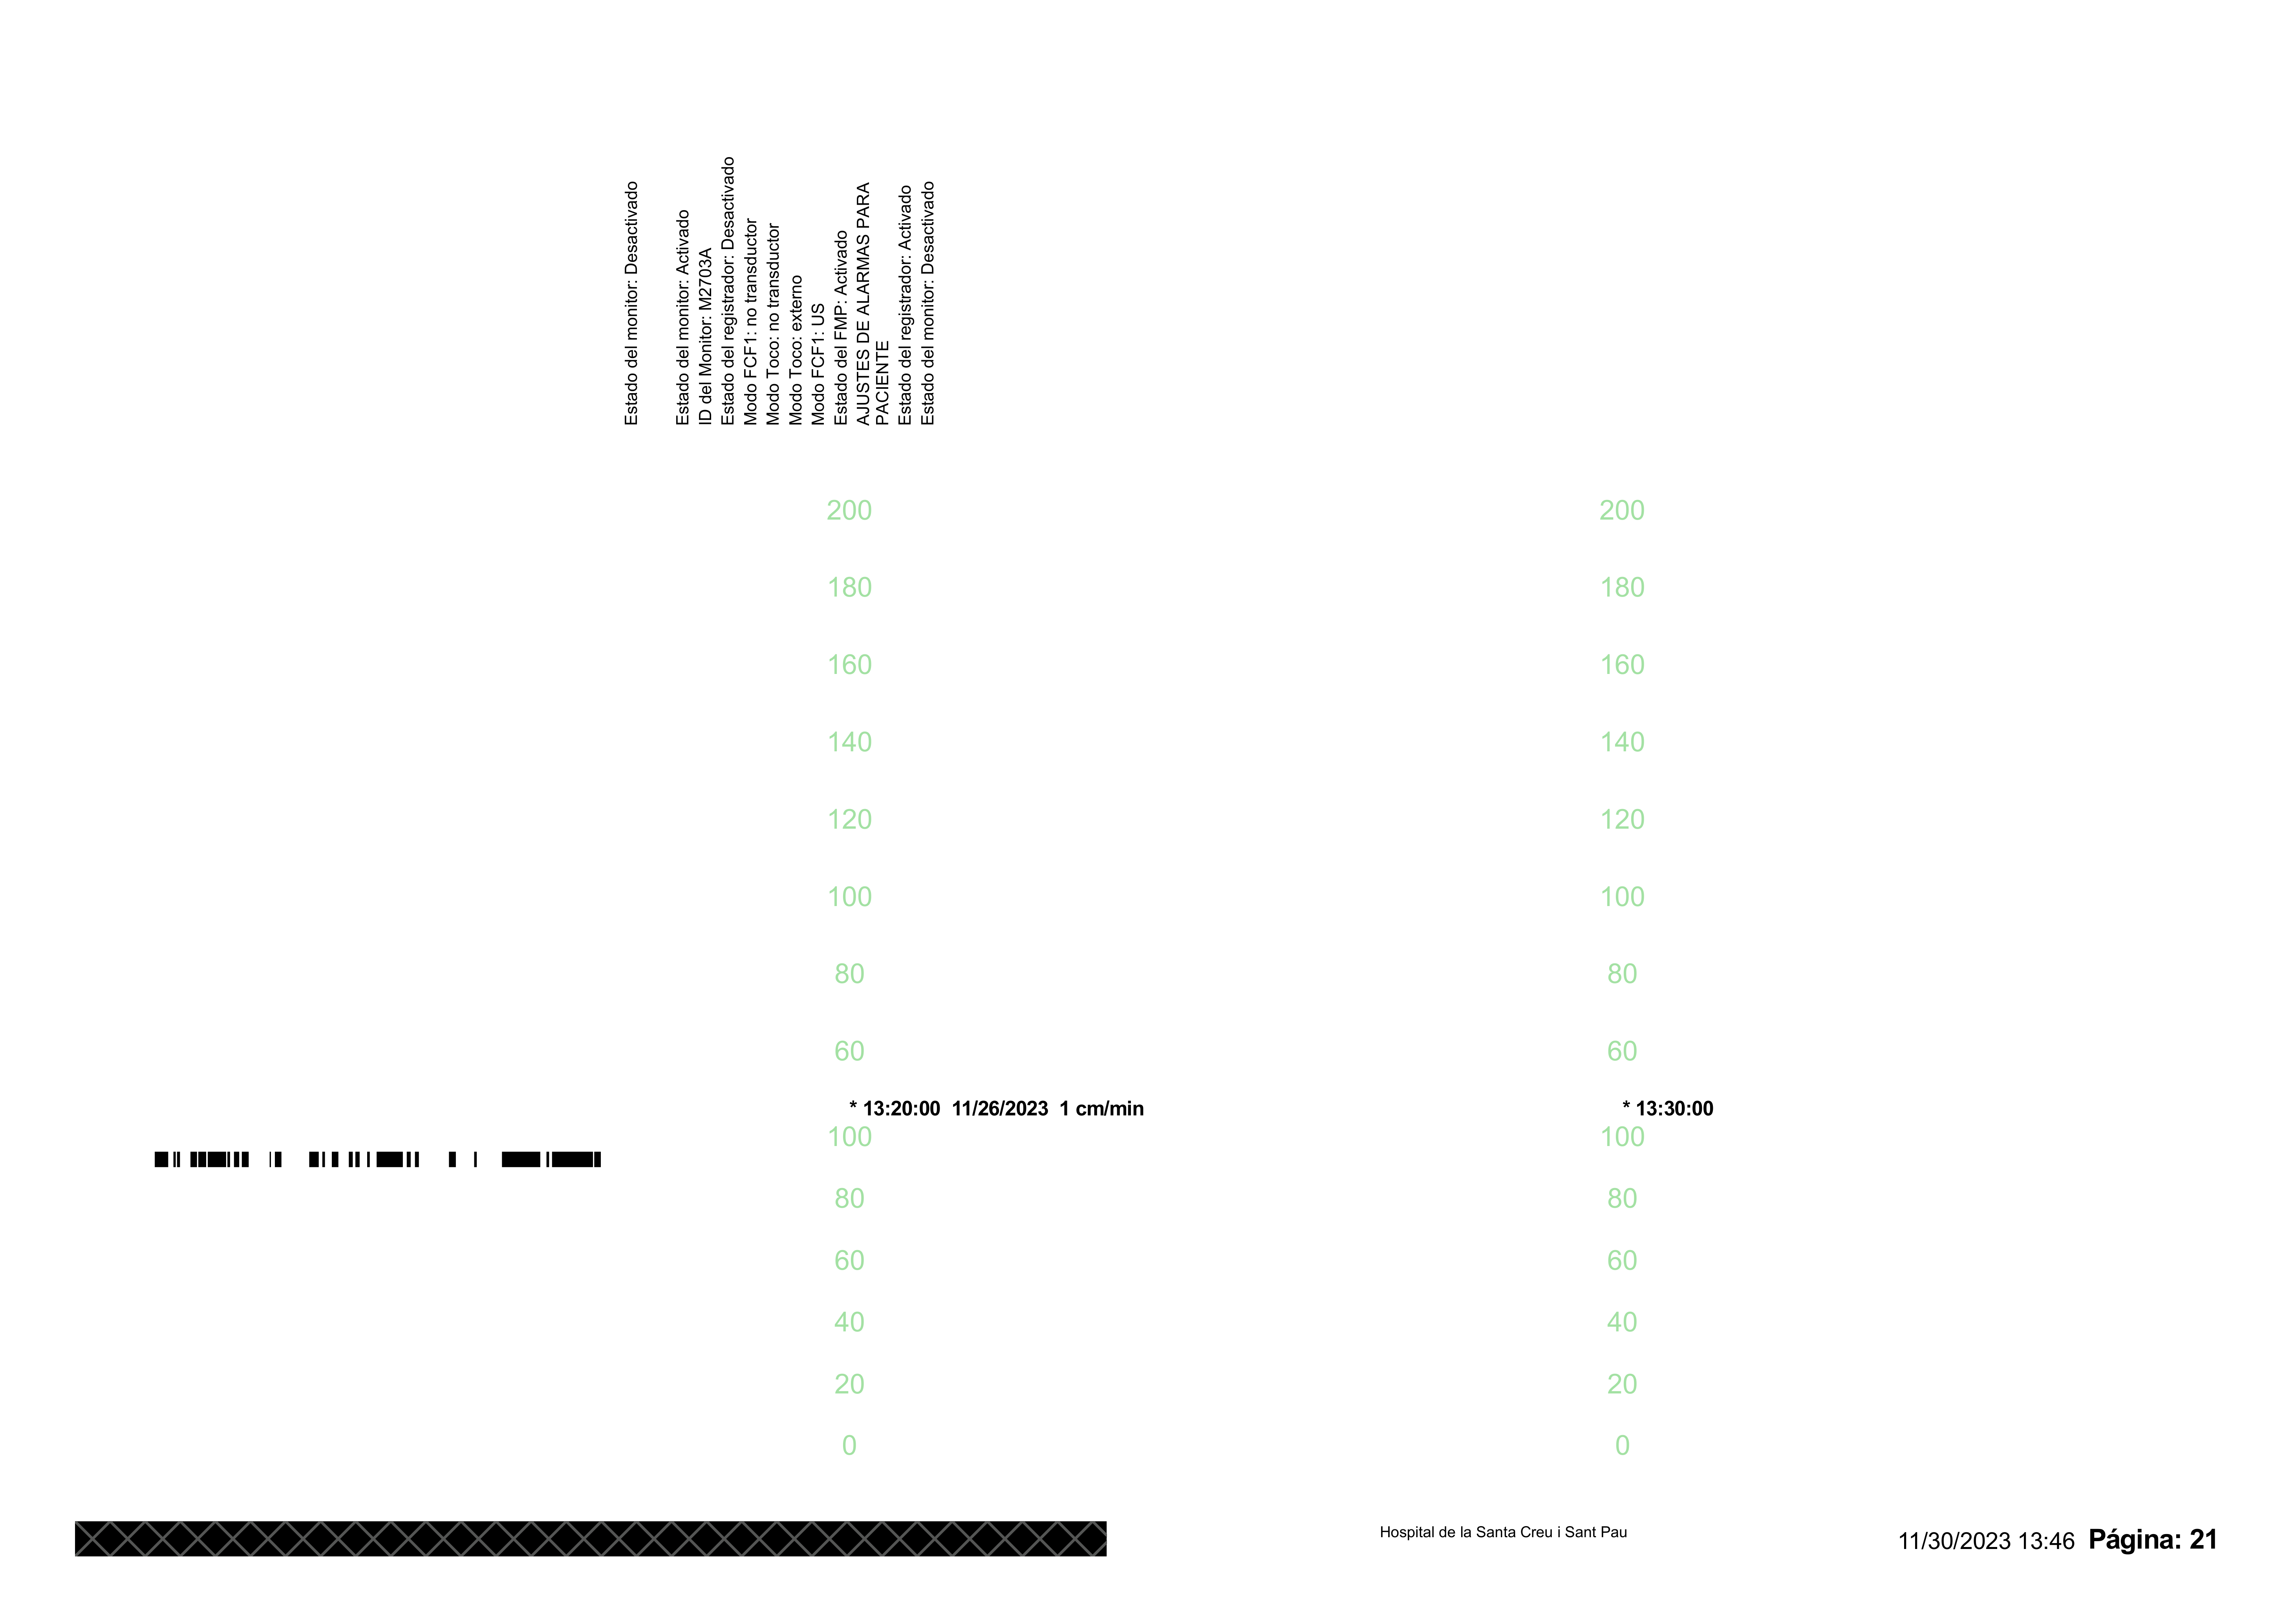 Estado del monitor: Desactivado
Estado del monitor: Activado
ID del Monitor: M2703A
Estado del registrador: Desactivado
Modo FCF1: no transductor
Modo Toco: no transductor
Modo Toco: externo
Modo FCF1: US
Estado del FMP: Activado
AJUSTES DE ALARMAS PARA
PACIENTE
Estado del registrador: Activado
Estado del monitor: Desactivado
200 200
180 180
160 160
140 140
120 120
100 100
80 80
60 60
* 13:20:00 11/26/2023 1 cm/min * 13:30:00
100 100
80 80
60 60
40 40
20 20
0 0
Hospital de la Santa Creu i Sant Pau
11/30/2023 13:46 Página: 21